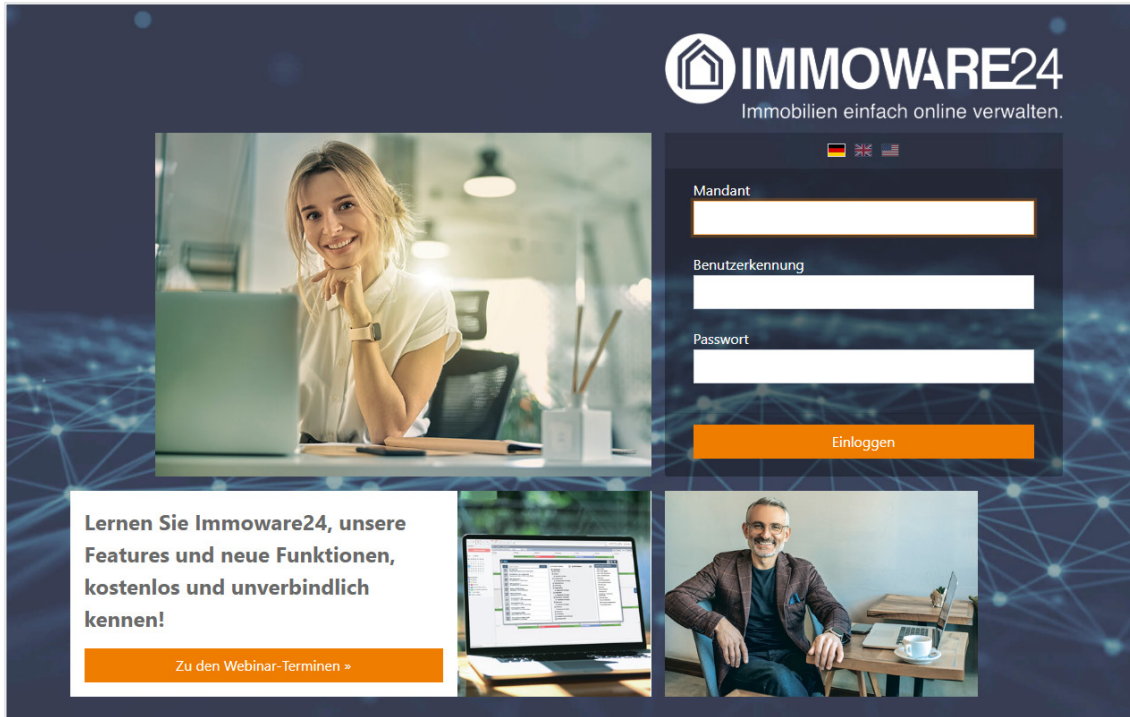 IMMOWARE24
Immobilien einfach online verwalten.
Mandant
Benutzerkennung
Passwort
Einloggen
Lernen Sie Immoware24, unsere
Features und neue Funktionen,
kostenlos und unverbindlich
kennen!
Zu den Webinar-Terminen »